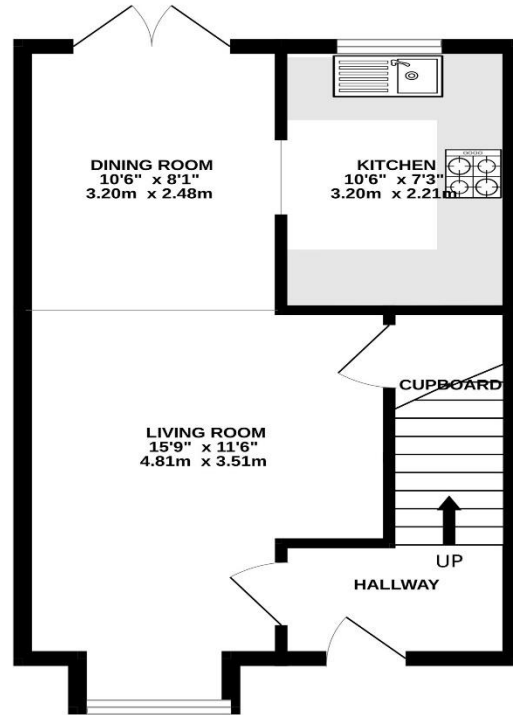 DINING ROOM
10'6" x 8'1"
3.20m x 2.48m
KITCHEN
10'6" x 7'3"
3.20m x 2.21m
CUPBOARD
LIVING ROOM
15'9" x 11'6"
4.81m x 3.51m
UP
HALLWAY